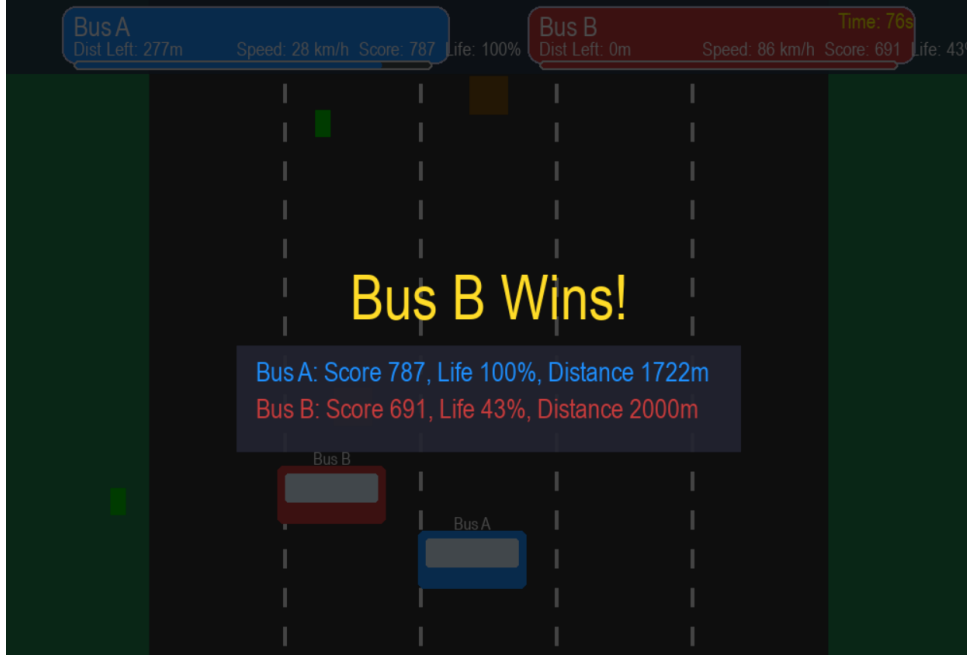 Bus A
Dist Left: 277m Speed: 28 km/h Score: 787 Life: 100%
Bus B
Time: 76s
Dist Left: 0m Speed: 86 km/h Score: 691 Life: 43%
Bus B Wins!
Bus A: Score 787, Life 100%, Distance 1722m
Bus B: Score 691, Life 43%, Distance 2000m
Bus B
Bus A